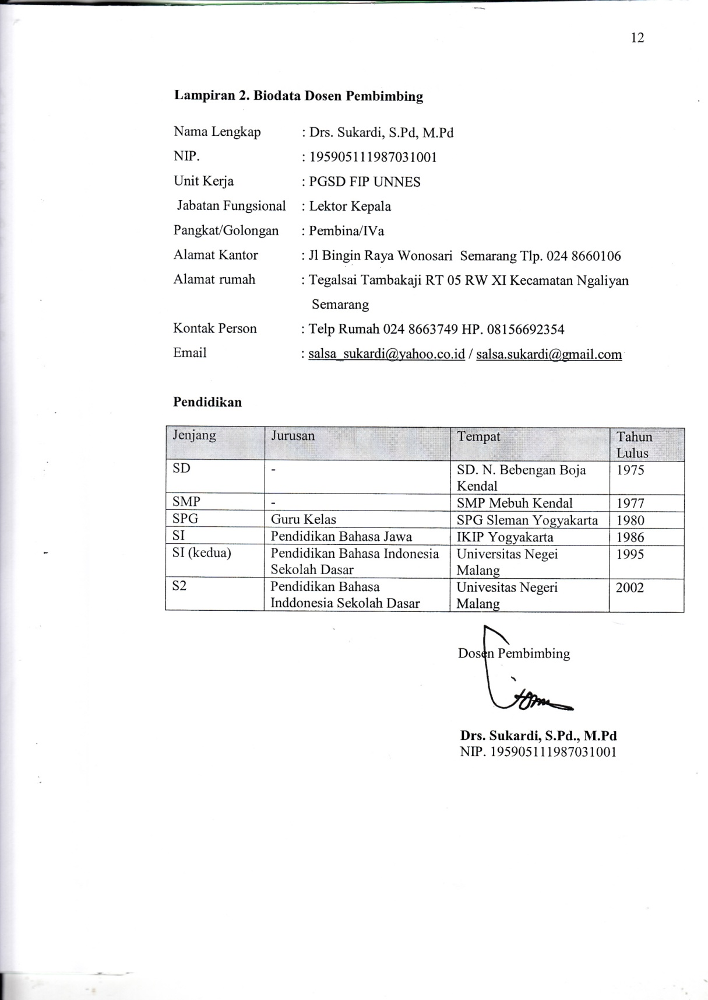 12
Lampiran 2. Biodata Dosen Pembimbing
Nama Lengkap : Drs. Sukardi, S.Pd, M.Pd
NIP. : 195905111987031001
Unit Kerja : PGSD FIP UNNES
Jabatan Fungsional : Lektor Kepala
Pangkat/Golongan : Pembina/IVa
Alamat Kantor : Jl Bingin Raya Wonosari Semarang Tlp. 024 8660106
Alamat rumah : Tegalsai Tambakaji RT 05 RW XI Kecamatan Ngaliyan
Semarang
Kontak Person : Telp Rumah 024 8663749 HP. 08156692354
Email : salsa_sukardi@yahoo.co.id / salsa.sukardi@gmail.com
Pendidikan
Jenjang Jurusan Tempat Tahun
Lulus
SD - SD. N. Bebengan Boja 1975
Kendal
SMP - SMP Mebuh Kendal 1977
SPG Guru Kelas SPG Sleman Yogyakarta 1980
SI Pendidikan Bahasa Jawa IKIP Yogyakarta 1986
SI (kedua) Pendidikan Bahasa Indonesia Universitas Negei 1995
Sekolah Dasar Malang
S2 Pendidikan Bahasa Univesitas Negeri 2002
Inddonesia Sekolah Dasar Malang
Dosen Pembimbing
Drs. Sukardi, S.Pd., M.Pd
NIP. 195905111987031001